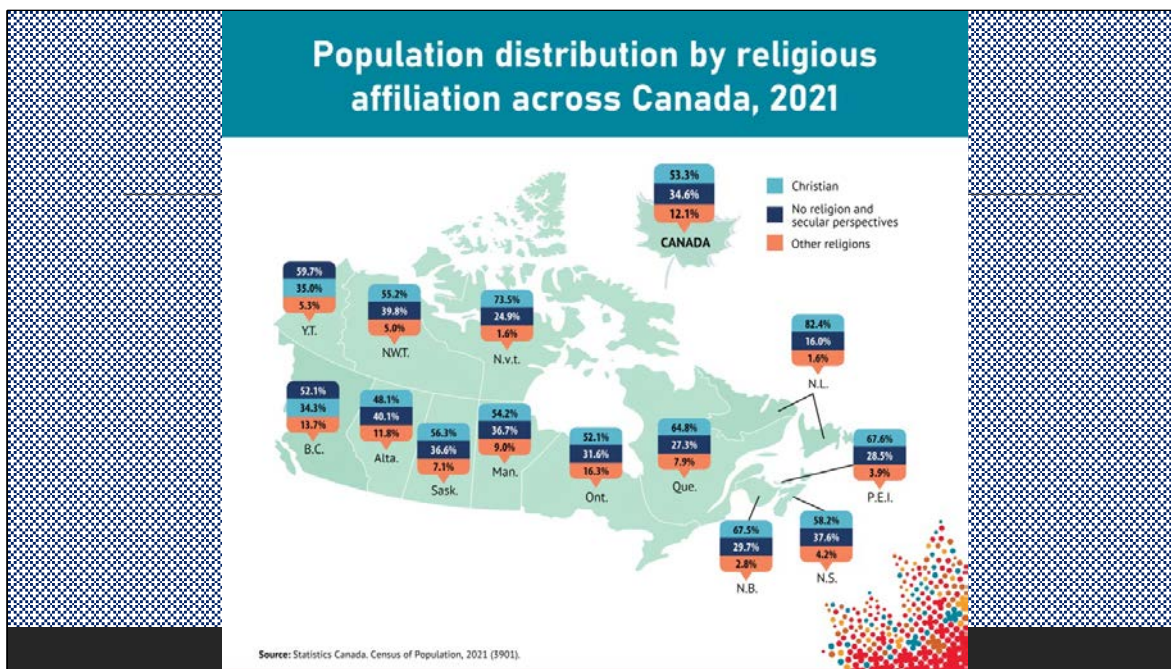 Population distribution by religious
affiliation across Canada, 2021
53.3%
34.6%
12.1%
CANADA
Christian
No religion and
secular perspectives
Other religions
59.7%
35.0%
5.3%
Y.T.
55.2%
39.8%
5.0%
N.W.T.
73.5%
24.9%
1.6%
N.v.t.
82.4%
16.0%
1.6%
N.L.
52.1%
34.3%
13.7%
B.C.
48.1%
40.1%
11.8%
Alta.
56.3%
36.6%
7.1%
Sask.
54.2%
36.7%
9.0%
Man.
52.1%
31.6%
16.3%
Ont.
64.8%
27.3%
7.9%
Que.
67.6%
28.5%
3.9%
P.E.I.
67.5%
29.7%
2.8%
N.B.
58.2%
37.6%
4.2%
N.S.
Source: Statistics Canada. Census of Population, 2021 (3901).